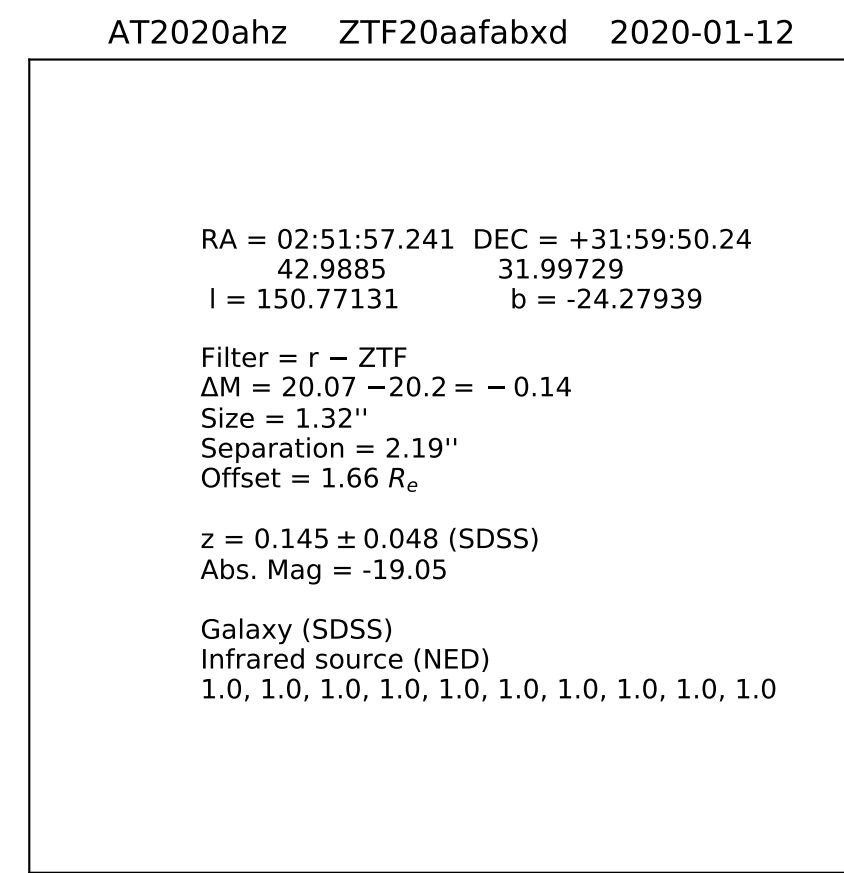 AT2020ahz ZTF20aafabxd 2020-01-12
RA = 02:51:57.241 DEC = +31:59:50.24
42.9885 31.99729
l = 150.77131 b = -24.27939
Filter = r − ZTF
ΔM = 20.07 −20.2 = − 0.14
Size = 1.32''
Separation = 2.19''
Offset = 1.66 Rₑ
z = 0.145 ± 0.048 (SDSS)
Abs. Mag = -19.05
Galaxy (SDSS)
Infrared source (NED)
1.0, 1.0, 1.0, 1.0, 1.0, 1.0, 1.0, 1.0, 1.0, 1.0